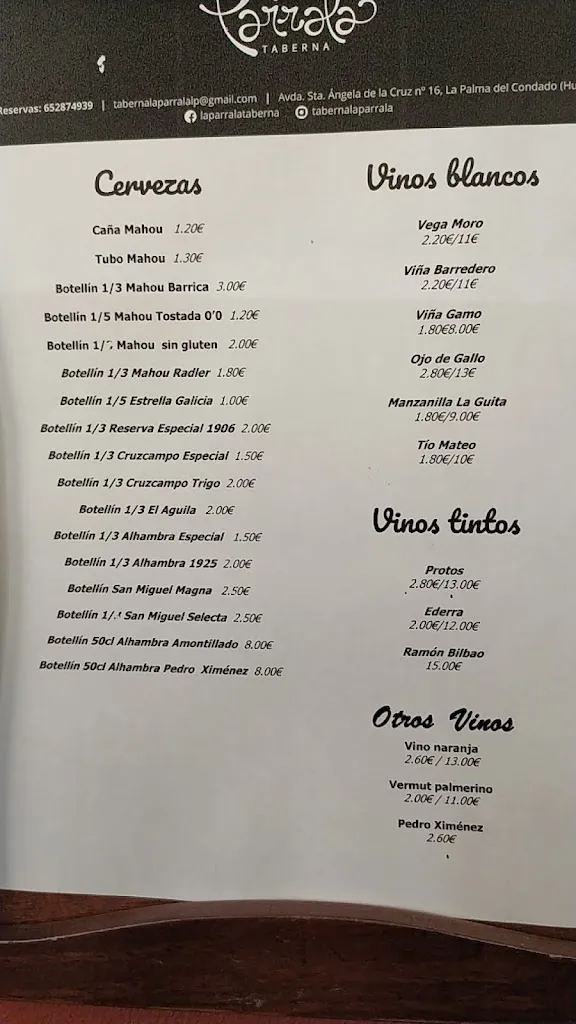 Parrala
TABERNA
Reservas: 652874939 | tabernalaparralalp@gmail.com | Avda. Sta. Ángela de la Cruz nº 16, La Palma del Condado (Hu
laparralataberna tabernalaparrala
Cervezas
Caña Mahou 1.20€
Tubo Mahou 1.30€
Botellín 1/3 Mahou Barrica 3.00€
Botellín 1/5 Mahou Tostada 0'0 1.20€
Botellín Mahou sin gluten 2.00€
Botellín 1/3 Mahou Radler 1.80€
Botellín 1/5 Estrella Galicia 1.00€
Botellín 1/3 Reserva Especial 1906 2.00€
Botellín 1/3 Cruzcampo Especial 1.50€
Botellín 1/3 Cruzcampo Trigo 2.00€
Botellín 1/3 El Aguila 2.00€
Botellín 1/3 Alhambra Especial 1.50€
Botellín 1/3 Alhambra 1925 2.00€
Botellín San Miguel Magna 2.50€
Botellín San Miguel Selecta 2.50€
Botellín 50cl Alhambra Amontillado 8.00€
Botellín 50cl Alhambra Pedro Ximénez 8.00€
Vinos blancos
Vega Moro
2.20€/11€
Viña Barredero
2.20€/11€
Viña Gamo
1.80€8.00€
Ojo de Gallo
2.80€/13€
Manzanilla La Guita
1.80€/9.00€
Tío Mateo
1.80€/10€
Vinos tintos
Protos
2.80€/13.00€
Ederra
2.00€/12.00€
Ramón Bilbao
15.00€
Otros Vinos
Vino naranja
2.60€ / 13.00€
Vermut palmerino
2.00€ / 11.00€
Pedro Ximénez
2.60€